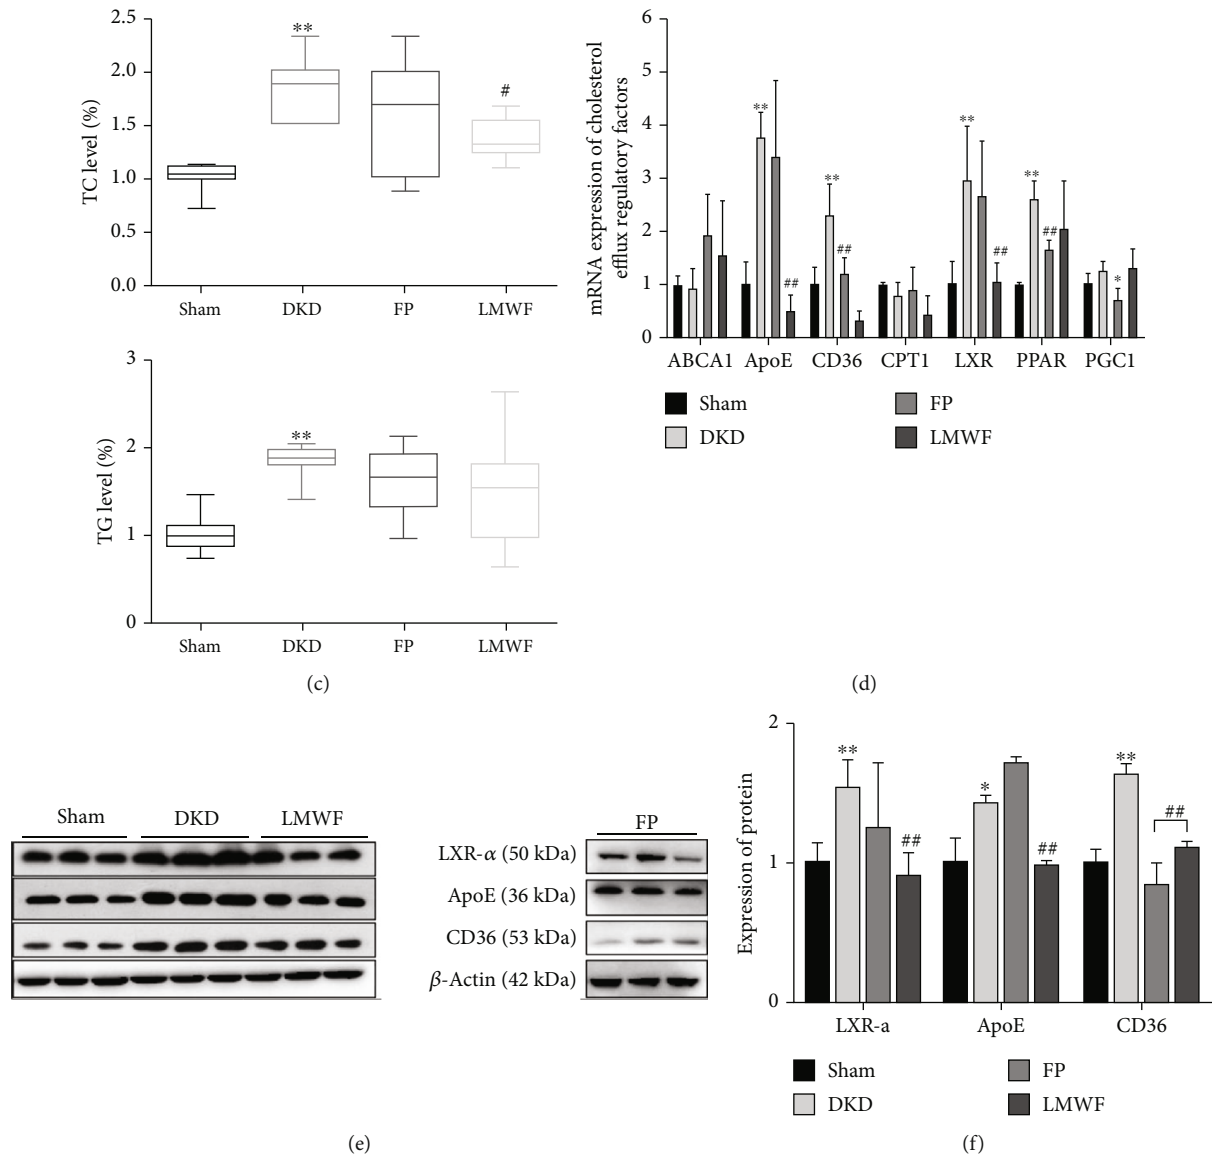 2.5
2.0
1.5
1.0
0.5
0.0
TC level (%)
**
#
Sham DKD FP LMWF
3
2
1
0
TG level (%)
**
Sham DKD FP LMWF
(c)
6
5
4
3
2
1
0
mRNA expression of cholesterol
efflux regulatory factors
**
##
**
##
**
##
**
##
*
ABCA1 ApoE CD36 CPT1 LXR PPAR PGC1
Sham FP
DKD LMWF
(d)
Sham DKD LMWF
FP
LXR-α (50 kDa)
ApoE (36 kDa)
CD36 (53 kDa)
β-Actin (42 kDa)
(e)
2
1
0
Expression of protein
**
##
*
##
**
##
LXR-a ApoE CD36
Sham FP
DKD LMWF
(f)